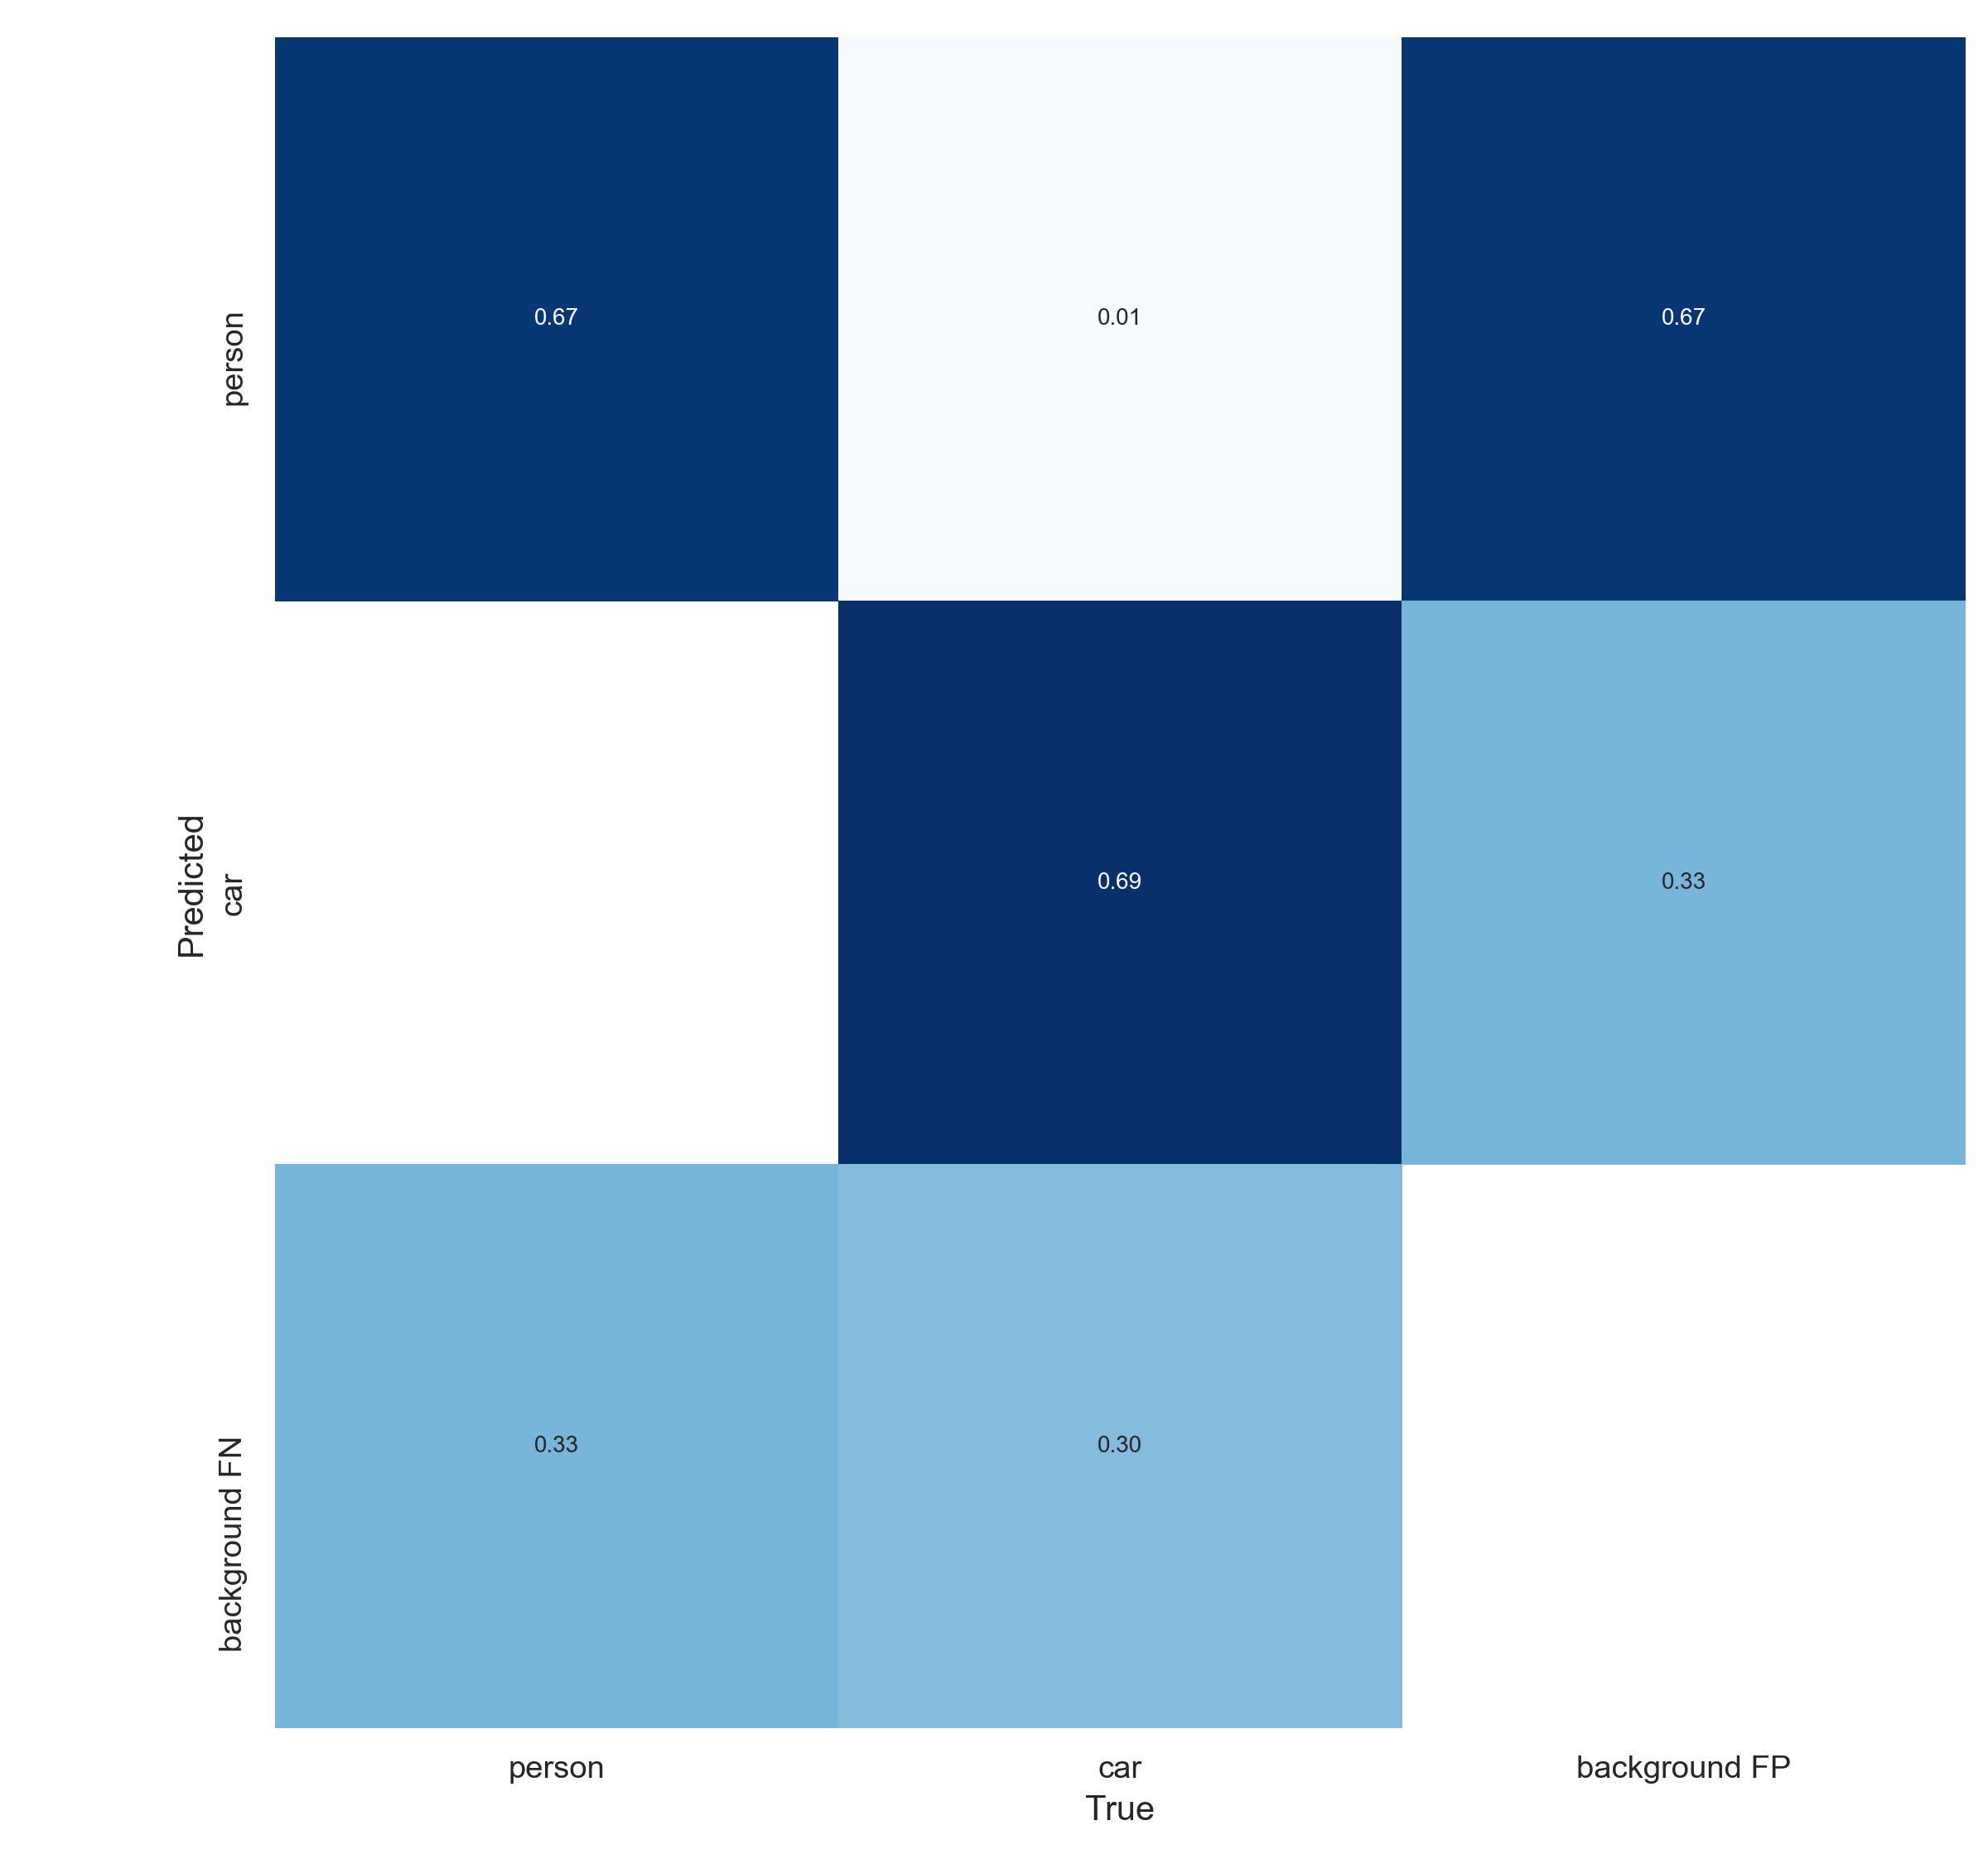 person
0.67
0.01
0.67
Predicted
car
0.69
0.33
background FN
0.33
0.30
person
car
background FP
True